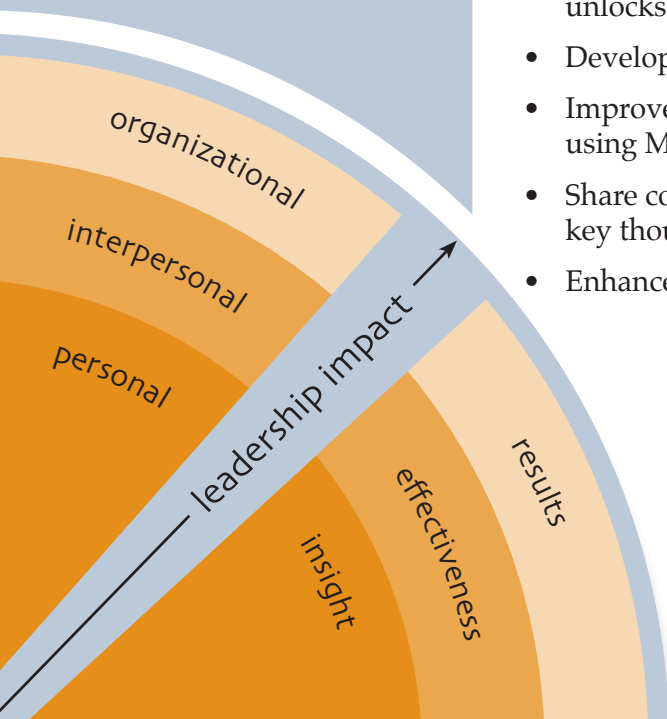 organizational
interpersonal
personal
leadership impact
results
effectiveness
insight
unlocks
• Develop
• Improve
using M
• Share co
key thou
• Enhance